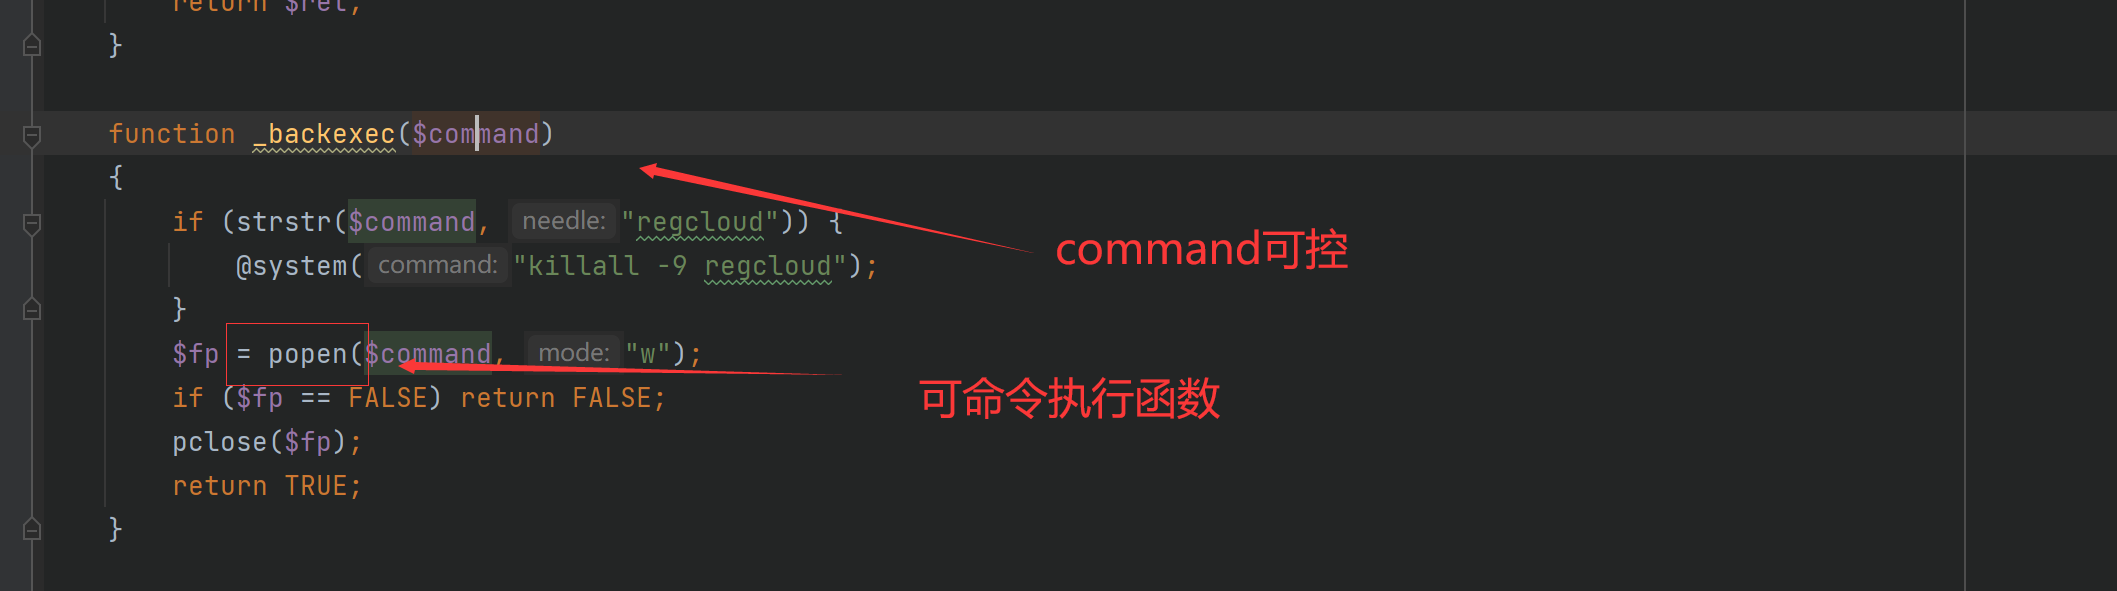 return $ret;
}
function _backexec($command)
{
if (strstr($command, needle: "regcloud")) {
@system( command: "killall -9 regcloud");
}
$fp = popen($command, mode: "w");
if ($fp == FALSE) return FALSE;
pclose($fp);
return TRUE;
}
command可控
可命令执行函数